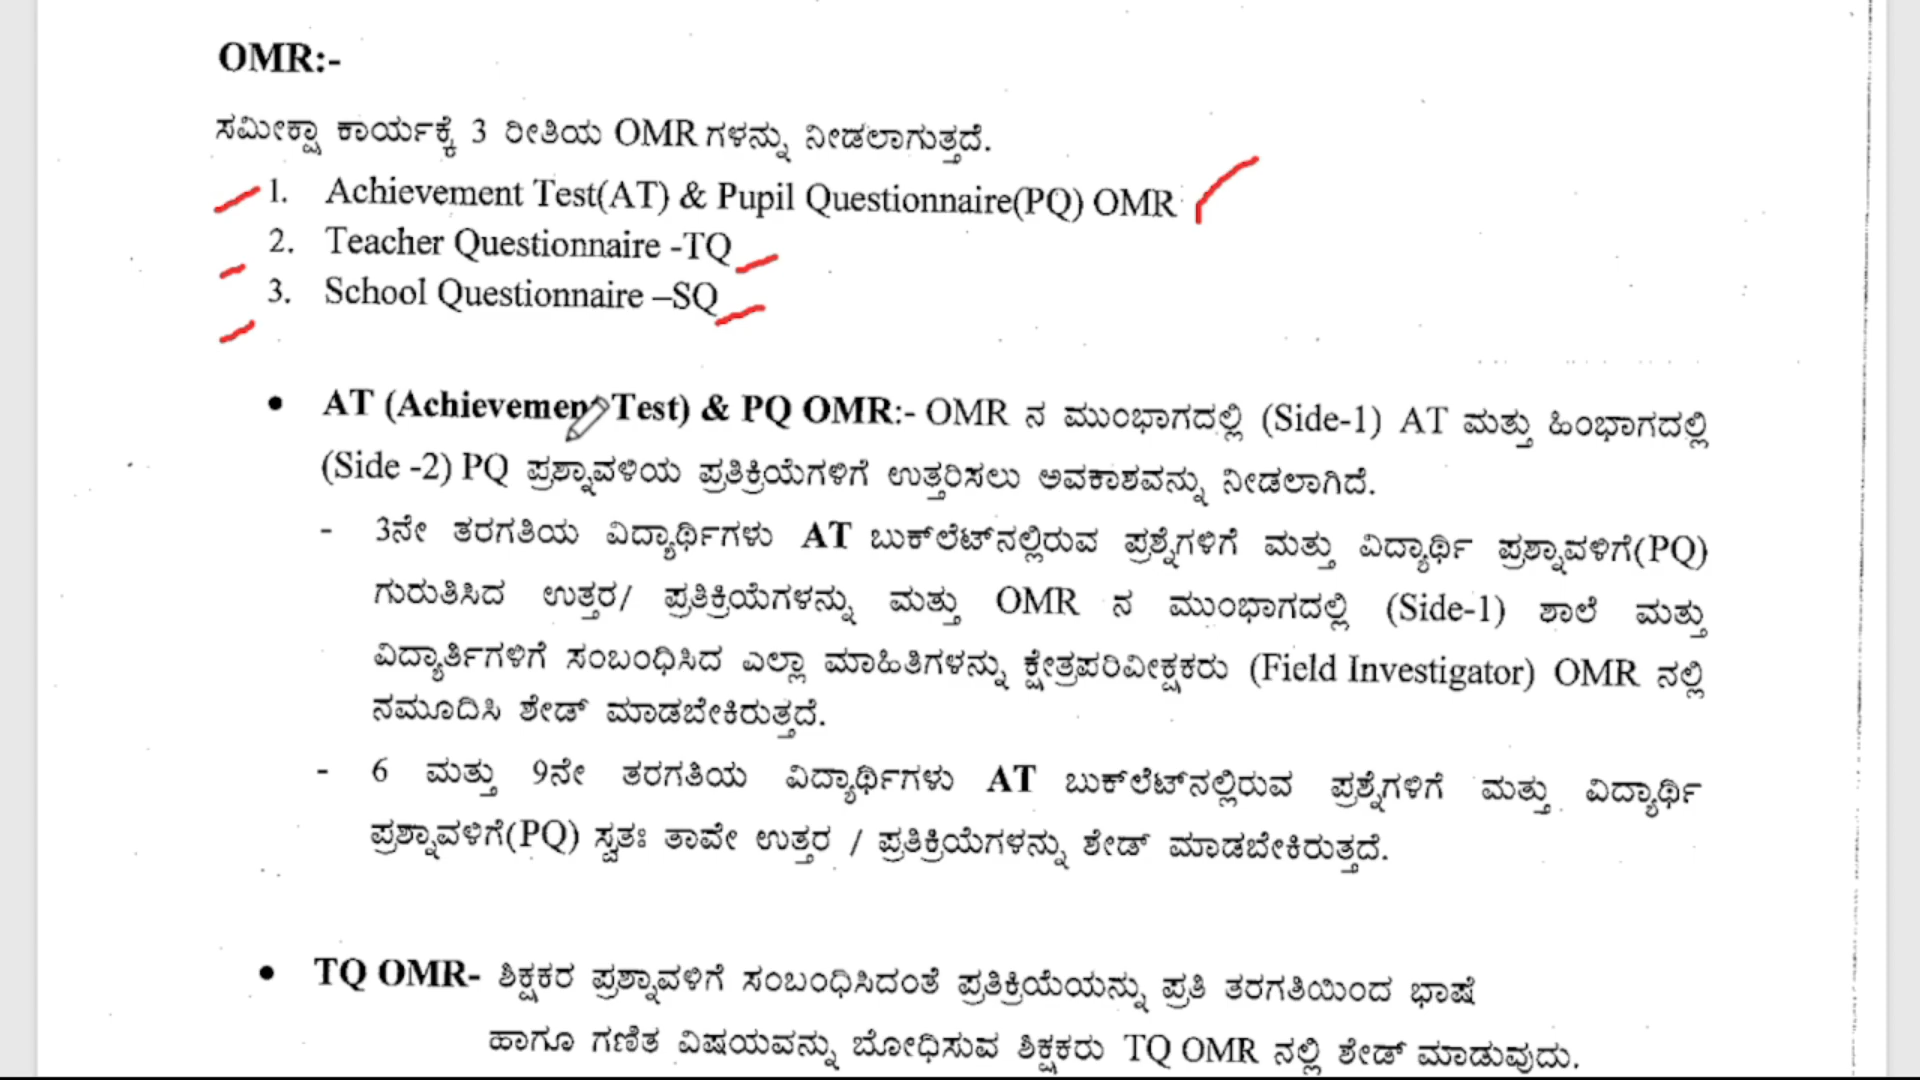 OMR:-
ಸಮೀಕ್ಷಾ ಕಾರ್ಯಕ್ಕೆ 3 ರೀತಿಯ OMR ಗಳನ್ನು ನೀಡಲಾಗುತ್ತದೆ.
1. Achievement Test(AT) & Pupil Questionnaire(PQ) OMR
2. Teacher Questionnaire -TQ
3. School Questionnaire –SQ
• AT (Achievement Test) & PQ OMR:- OMR ನ ಮುಂಭಾಗದಲ್ಲಿ (Side-1) AT ಮತ್ತು ಹಿಂಭಾಗದಲ್ಲಿ
(Side -2) PQ ಪ್ರಶ್ನಾವಳಿಯ ಪ್ರತಿಕ್ರಿಯೆಗಳಿಗೆ ಉತ್ತರಿಸಲು ಅವಕಾಶವನ್ನು ನೀಡಲಾಗಿದೆ.
- 3ನೇ ತರಗತಿಯ ವಿದ್ಯಾರ್ಥಿಗಳು AT ಬುಕ್‌ಲೆಟ್‌ನಲ್ಲಿರುವ ಪ್ರಶ್ನೆಗಳಿಗೆ ಮತ್ತು ವಿದ್ಯಾರ್ಥಿ ಪ್ರಶ್ನಾವಳಿಗೆ(PQ)
ಗುರುತಿಸಿದ ಉತ್ತರ/ ಪ್ರತಿಕ್ರಿಯೆಗಳನ್ನು ಮತ್ತು OMR ನ ಮುಂಭಾಗದಲ್ಲಿ (Side-1) ಶಾಲೆ ಮತ್ತು
ವಿದ್ಯಾರ್ತಿಗಳಿಗೆ ಸಂಬಂಧಿಸಿದ ಎಲ್ಲಾ ಮಾಹಿತಿಗಳನ್ನು ಕ್ಷೇತ್ರಪರಿವೀಕ್ಷಕರು (Field Investigator) OMR ನಲ್ಲಿ
ನಮೂದಿಸಿ ಶೇಡ್ ಮಾಡಬೇಕಿರುತ್ತದೆ.
- 6 ಮತ್ತು 9ನೇ ತರಗತಿಯ ವಿದ್ಯಾರ್ಥಿಗಳು AT ಬುಕ್‌ಲೆಟ್‌ನಲ್ಲಿರುವ ಪ್ರಶ್ನೆಗಳಿಗೆ ಮತ್ತು ವಿದ್ಯಾರ್ಥಿ
ಪ್ರಶ್ನಾವಳಿಗೆ(PQ) ಸ್ವತಃ ತಾವೇ ಉತ್ತರ / ಪ್ರತಿಕ್ರಿಯೆಗಳನ್ನು ಶೇಡ್ ಮಾಡಬೇಕಿರುತ್ತದೆ.
• TQ OMR- ಶಿಕ್ಷಕರ ಪ್ರಶ್ನಾವಳಿಗೆ ಸಂಬಂಧಿಸಿದಂತೆ ಪ್ರತಿಕ್ರಿಯೆಯನ್ನು ಪ್ರತಿ ತರಗತಿಯಿಂದ ಭಾಷೆ
ಹಾಗೂ ಗಣಿತ ವಿಷಯವನ್ನು ಬೋಧಿಸುವ ಶಿಕ್ಷಕರು TQ OMR ನಲ್ಲಿ ಶೇಡ್ ಮಾಡುವುದು.